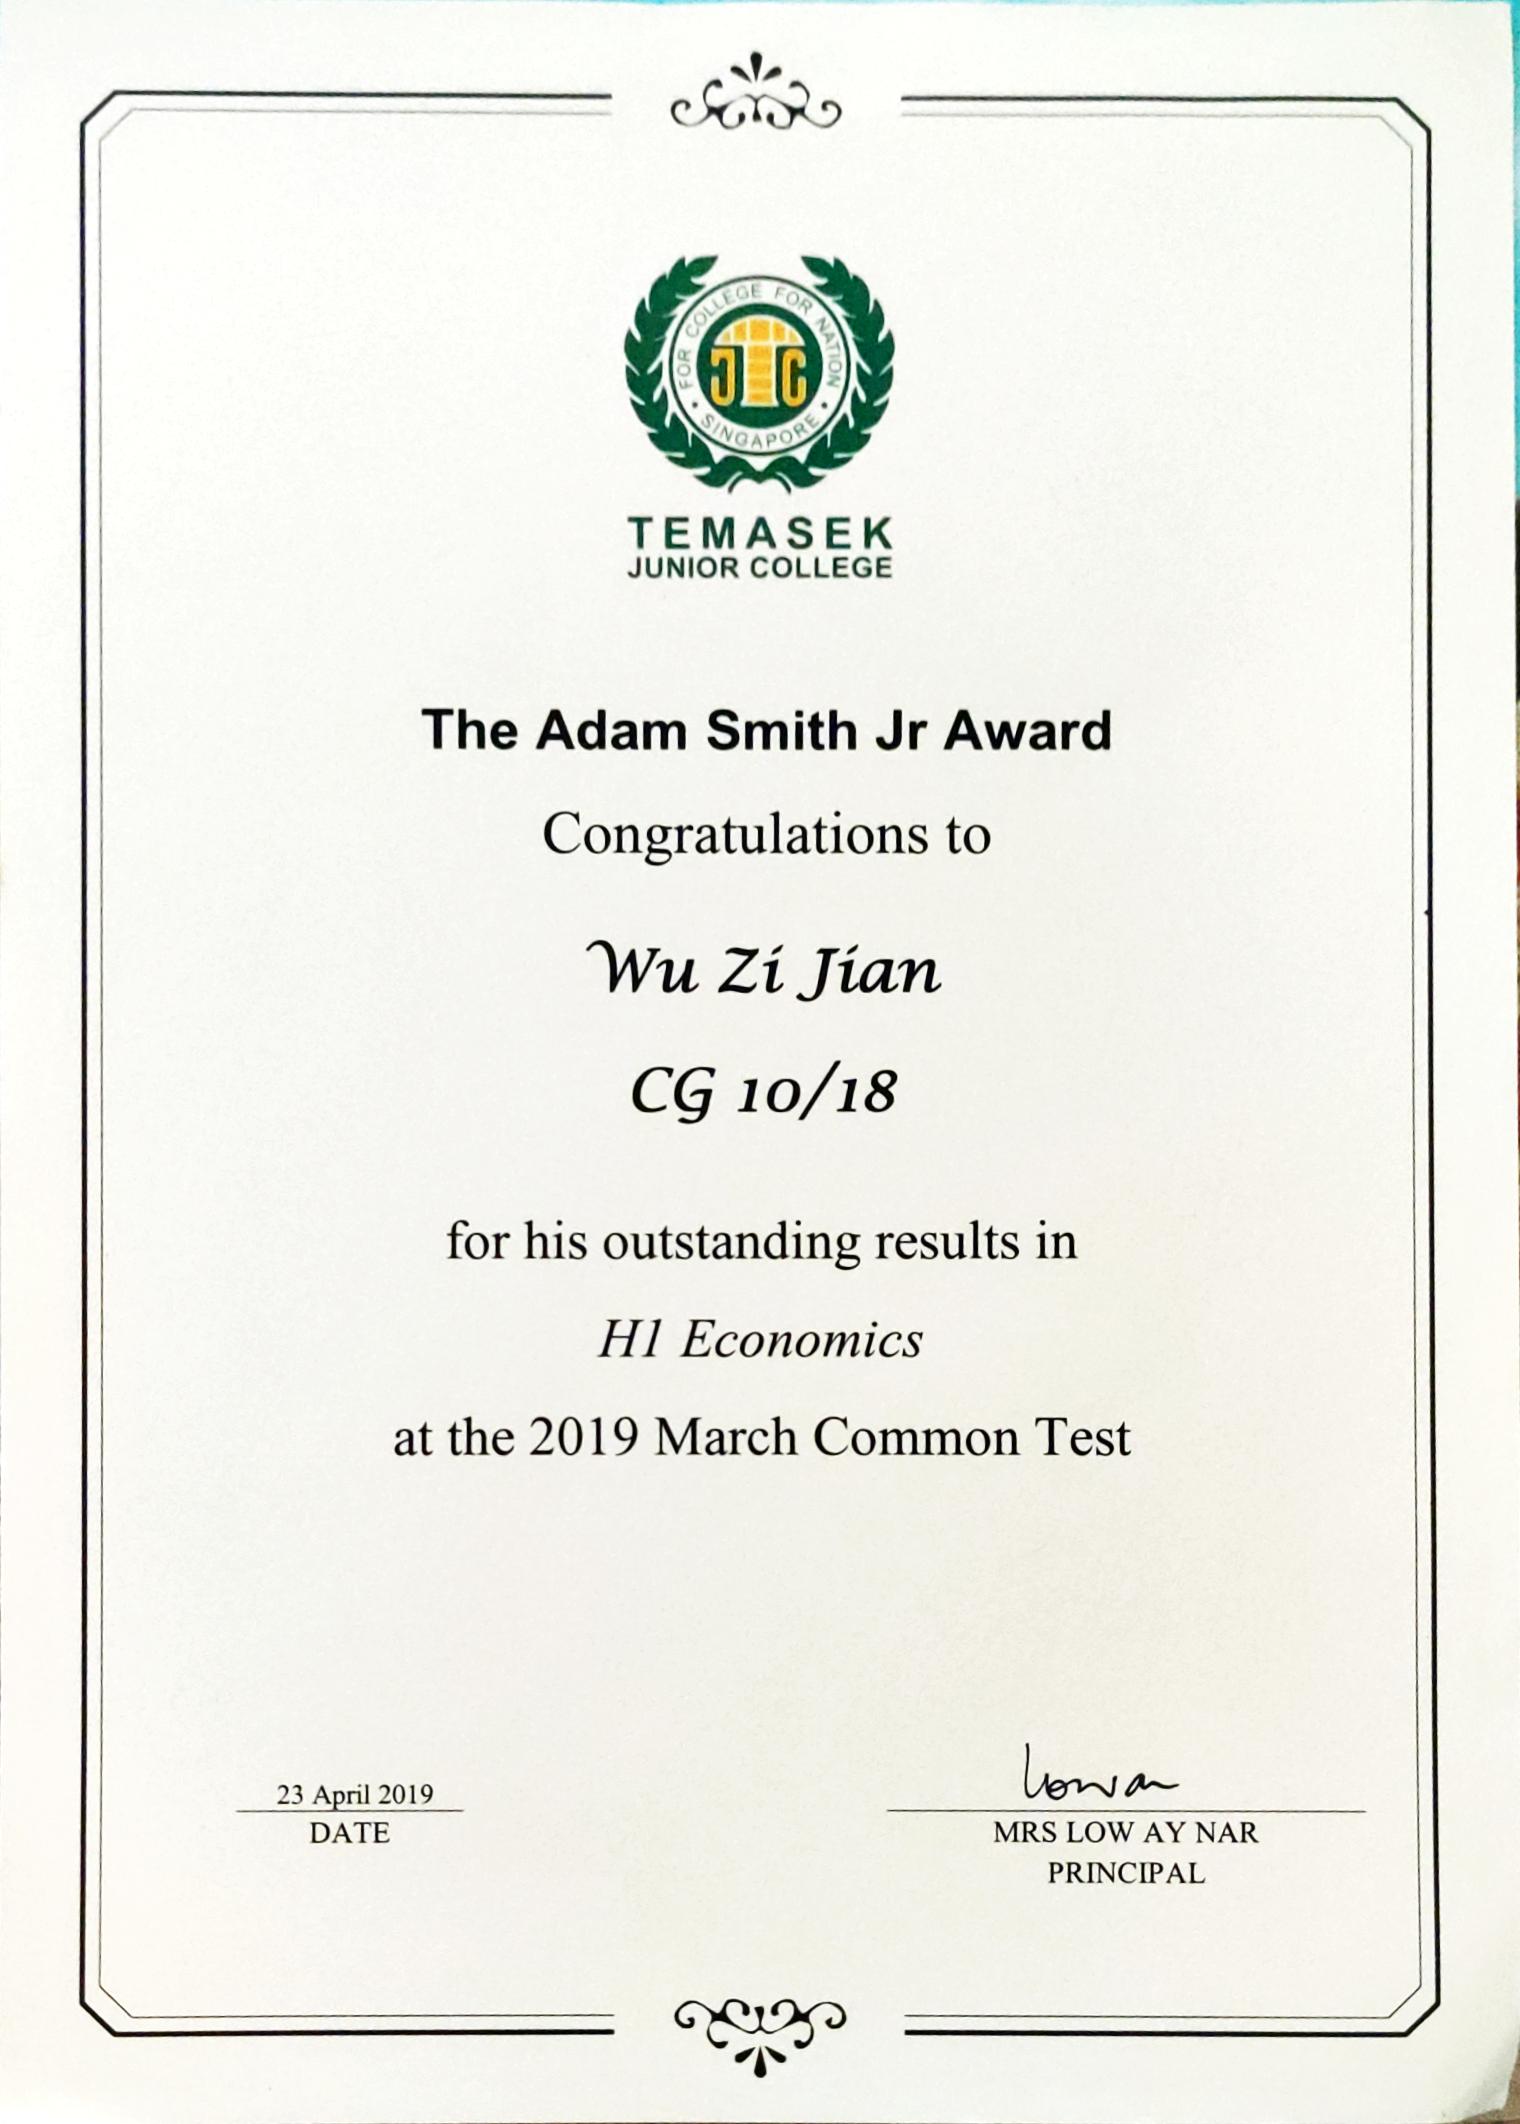 FOR COLLEGE FOR NATION
JTC
• SINGAPORE •
TEMASEK
JUNIOR COLLEGE
The Adam Smith Jr Award
Congratulations to
Wu Zi Jian
CG 10/18
for his outstanding results in
H1 Economics
at the 2019 March Common Test
23 April 2019
DATE
MRS LOW AY NAR
PRINCIPAL